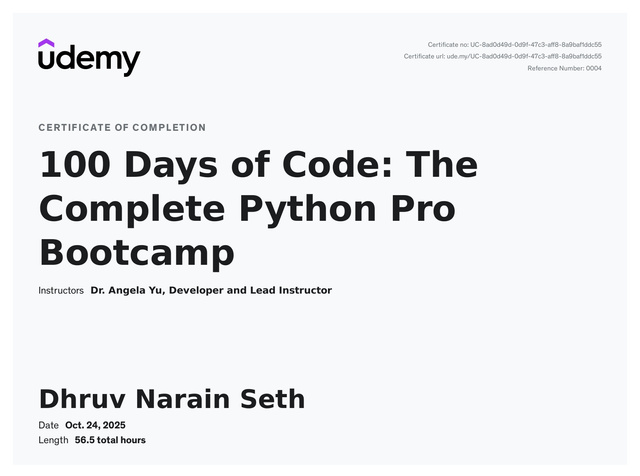 udemy
Certificate no: UC-8ad0d49d-0d9f-47c3-aff8-8a9baf1ddc55
Certificate url: ude.my/UC-8ad0d49d-0d9f-47c3-aff8-8a9baf1ddc55
Reference Number: 0004
CERTIFICATE OF COMPLETION
100 Days of Code: The
Complete Python Pro
Bootcamp
Instructors Dr. Angela Yu, Developer and Lead Instructor
Dhruv Narain Seth
Date Oct. 24, 2025
Length 56.5 total hours